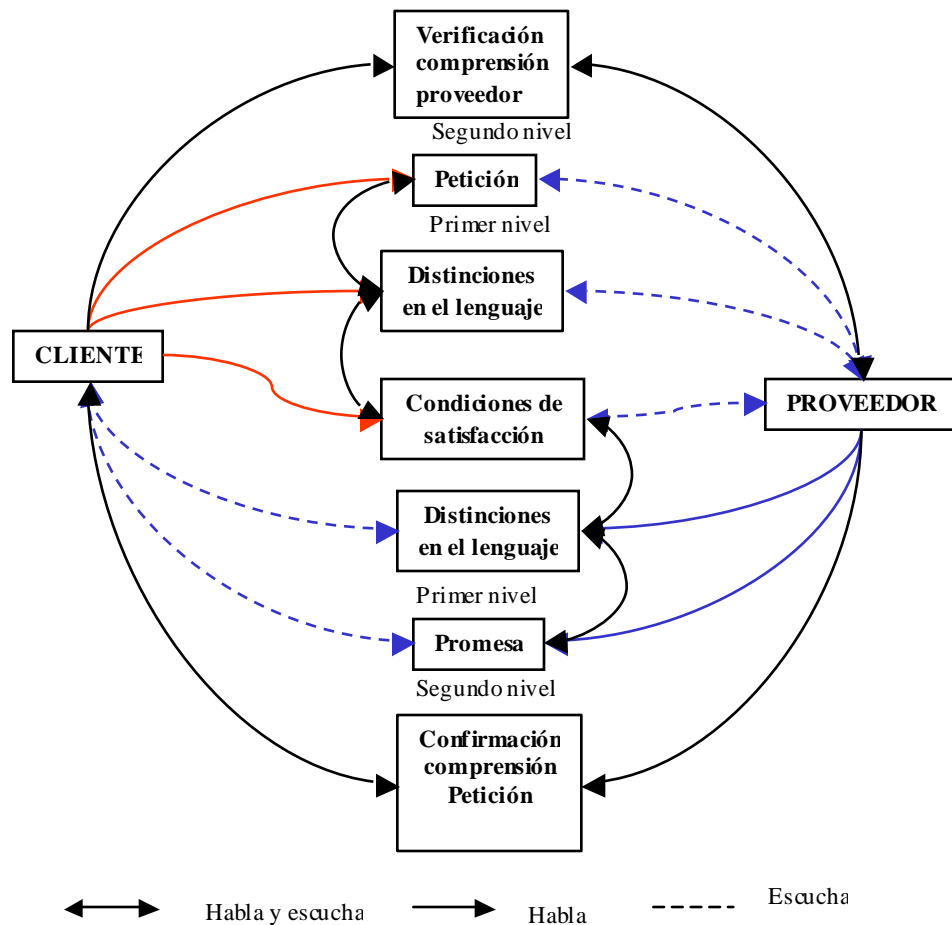 Verificación
comprensión
proveedor
Segundo nivel
Petición
Primer nivel
Distinciones
en el lenguaje
CLIENTE
Condiciones de
satisfacción
PROVEEDOR
Distinciones
en el lenguaje
Primer nivel
Promesa
Segundo nivel
Confirmación
comprensión
Petición
Habla y escucha
Habla
Escucha